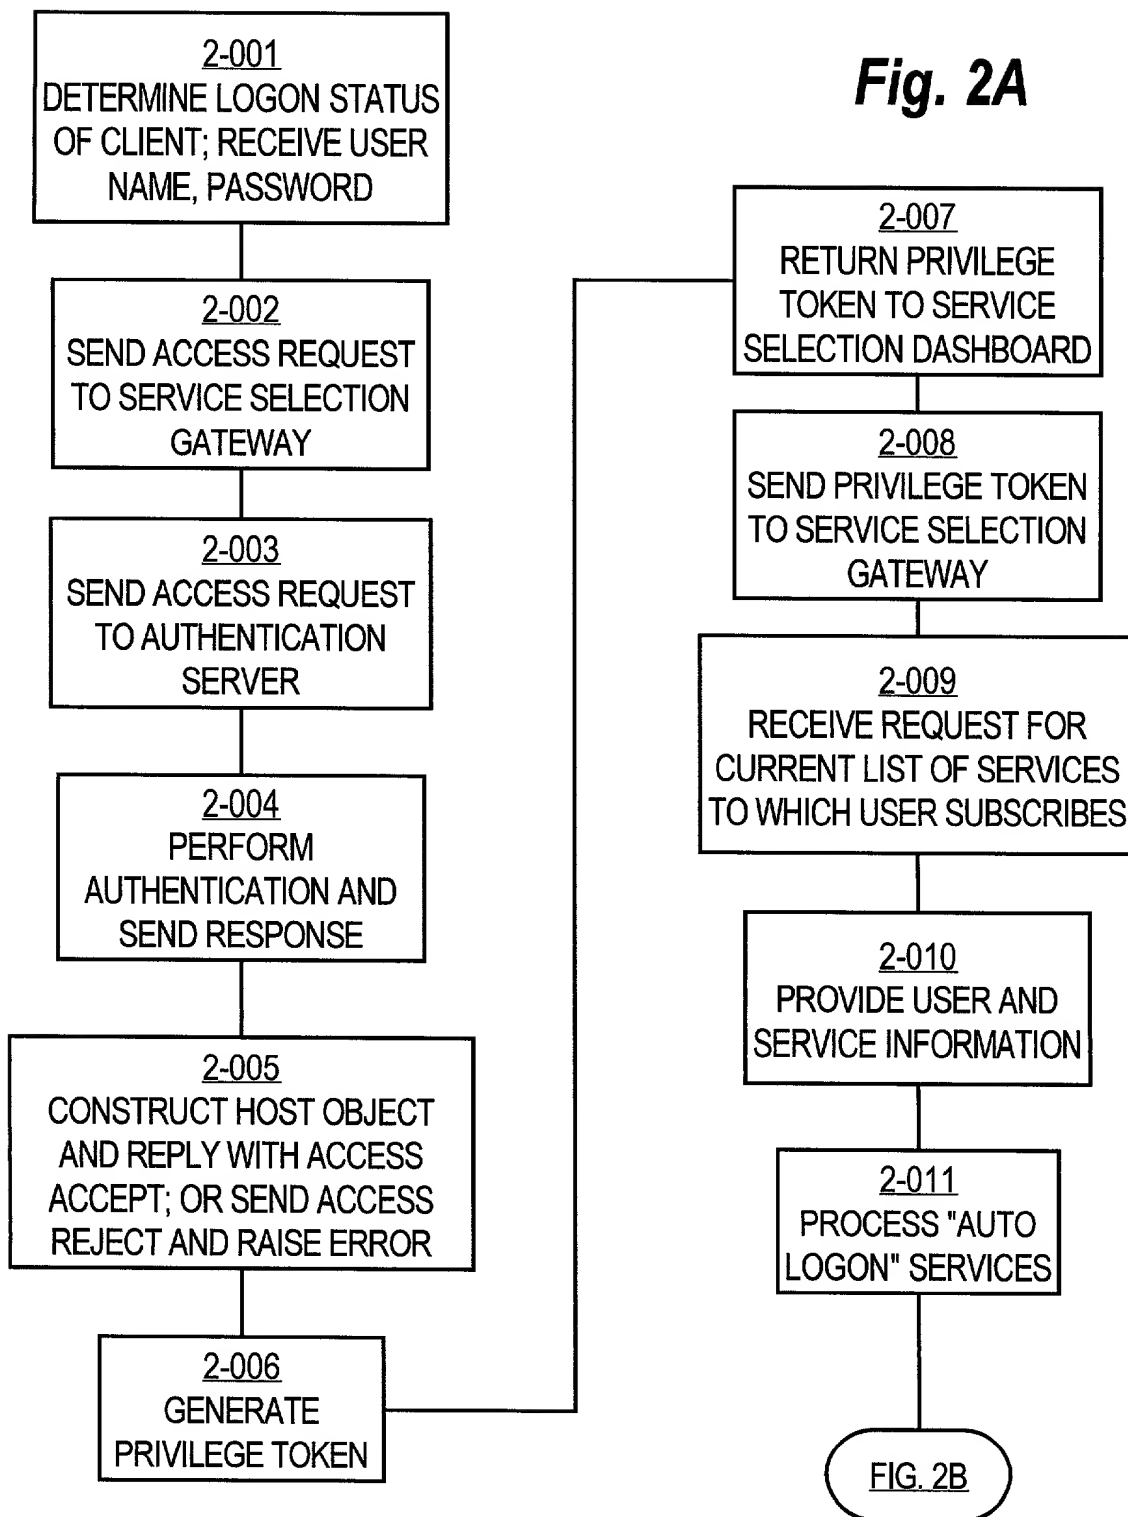 Fig. 2A
2-001
DETERMINE LOGON STATUS
OF CLIENT; RECEIVE USER
NAME, PASSWORD
2-002
SEND ACCESS REQUEST
TO SERVICE SELECTION
GATEWAY
2-003
SEND ACCESS REQUEST
TO AUTHENTICATION
SERVER
2-004
PERFORM
AUTHENTICATION AND
SEND RESPONSE
2-005
CONSTRUCT HOST OBJECT
AND REPLY WITH ACCESS
ACCEPT; OR SEND ACCESS
REJECT AND RAISE ERROR
2-006
GENERATE
PRIVILEGE TOKEN
2-007
RETURN PRIVILEGE
TOKEN TO SERVICE
SELECTION DASHBOARD
2-008
SEND PRIVILEGE TOKEN
TO SERVICE SELECTION
GATEWAY
2-009
RECEIVE REQUEST FOR
CURRENT LIST OF SERVICES
TO WHICH USER SUBSCRIBES
2-010
PROVIDE USER AND
SERVICE INFORMATION
2-011
PROCESS "AUTO
LOGON" SERVICES
FIG. 2B